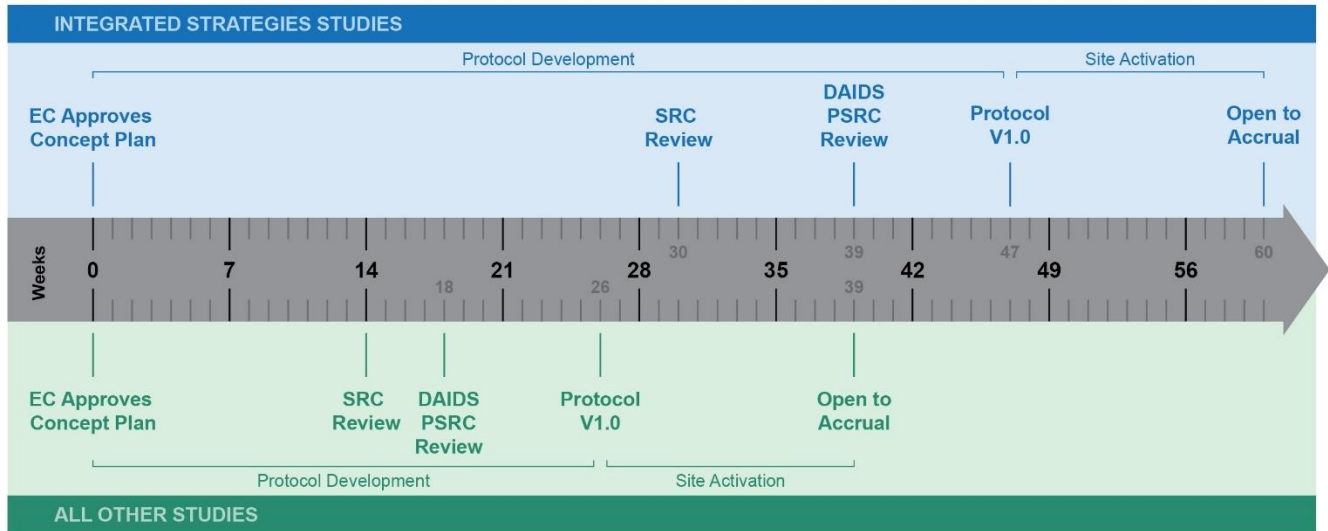 INTEGRATED STRATEGIES STUDIES
Protocol Development
Site Activation
EC Approves
Concept Plan
SRC
Review
DAIDS
PSRC
Review
Protocol
V1.0
Open to
Accrual
30
39
47
60
Weeks
0 7 14 21 28 35 42 49 56
18
26
39
EC Approves
Concept Plan
SRC
Review
DAIDS
PSRC
Review
Protocol
V1.0
Open to
Accrual
Protocol Development
Site Activation
ALL OTHER STUDIES